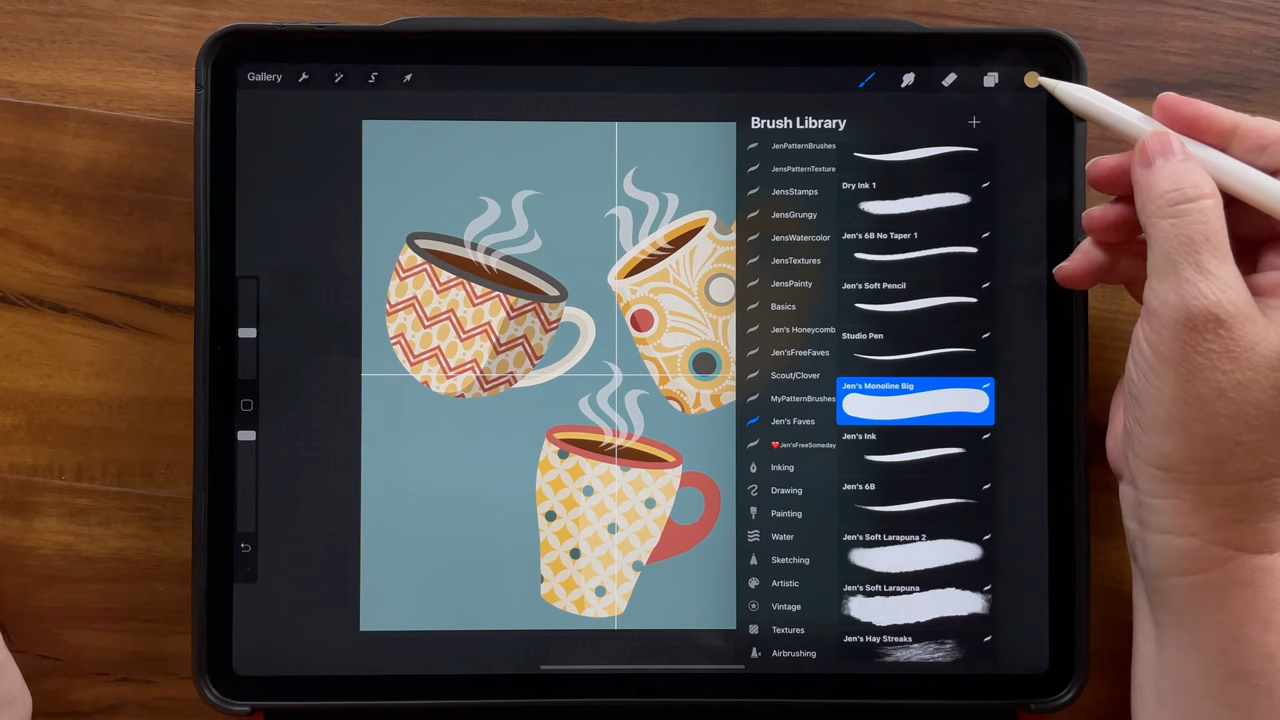 Gallery
Brush Library
JenPatternBrushes
JensPatternTexture
JensStamps
JensGrungy
JensWatercolor
JensTextures
JensPainty
Basics
Jen's Honeycomb
Jen'sFreeFaves
Scout/Clover
MyPatternBrushes
Jen's Faves
❤️Jen'sFreeSomeday
Inking
Drawing
Painting
Water
Sketching
Artistic
Vintage
Textures
Airbrushing
Dry Ink 1
Jen's 6B No Taper 1
Jen's Soft Pencil
Studio Pen
Jen's Monoline Big
Jen's Ink
Jen's 6B
Jen's Soft Larapuna 2
Jen's Soft Larapuna
Jen's Hay Streaks